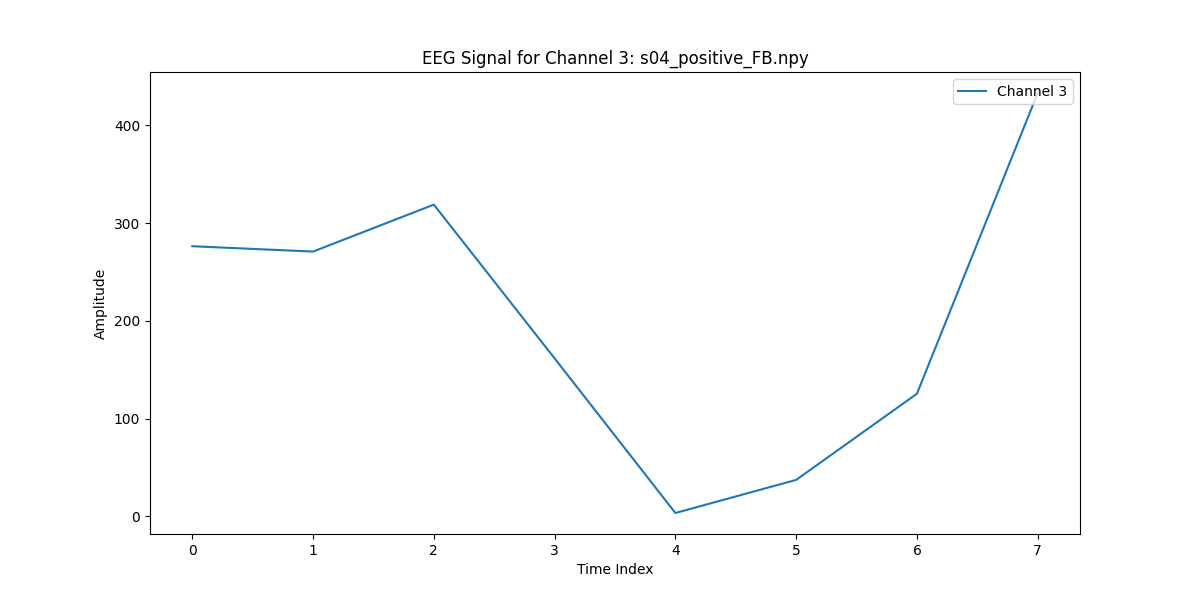 EEG Signal for Channel 3: s04_positive_FB.npy
Channel 3
400
300
200
100
0
Amplitude
0 1 2 3 4 5 6 7
Time Index